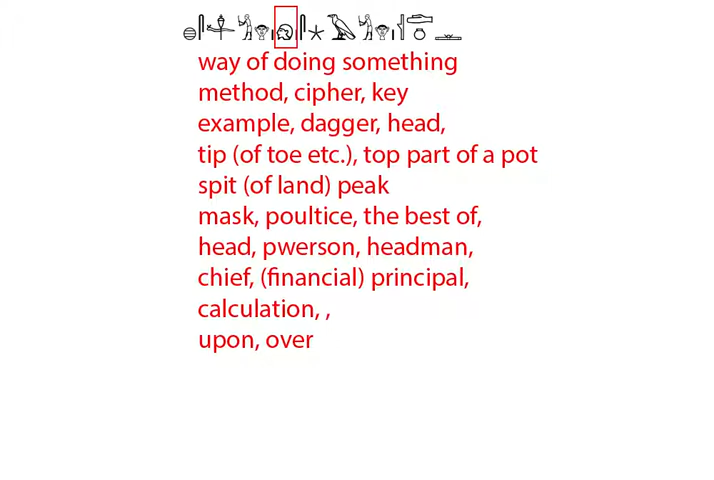 way of doing something
method, cipher, key
example, dagger, head,
tip (of toe etc.), top part of a pot
spit (of land) peak
mask, poultice, the best of,
head, pwerson, headman,
chief, (financial) principal,
calculation, ,
upon, over